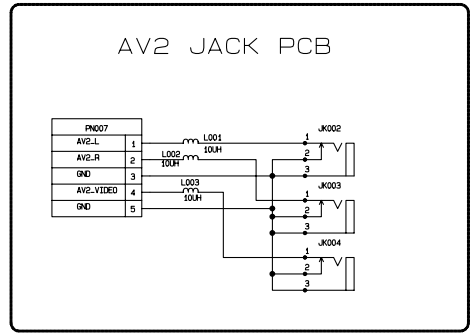 AV2 JACK PCB
PN007
AV2_L 1
AV2_R 2
GND 3
AV2_VIDEO 4
GND 5
L001
10UH
L002
10UH
L003
10UH
JK002
1
2
3
JK003
1
2
3
JK004
1
2
3